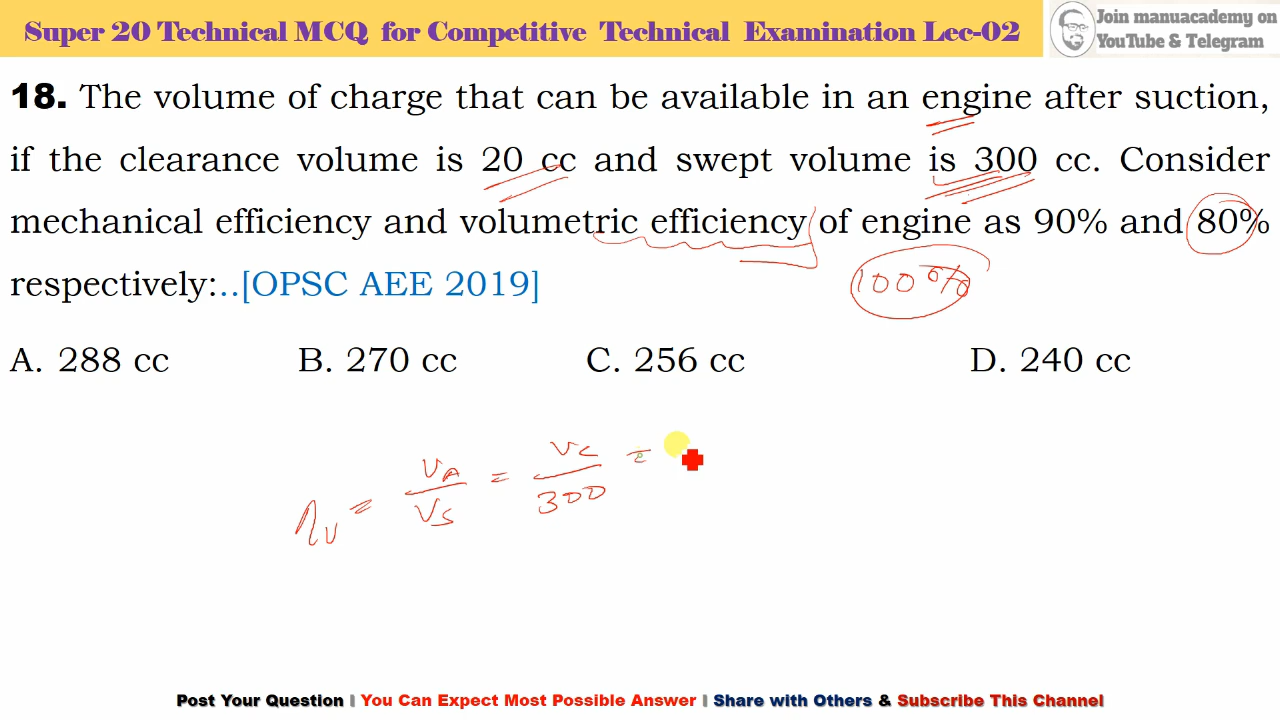 Super 20 Technical MCQ for Competitive Technical Examination Lec-02
Join manuacademy on
YouTube & Telegram
18. The volume of charge that can be available in an engine after suction,
if the clearance volume is 20 cc and swept volume is 300 cc. Consider
mechanical efficiency and volumetric efficiency of engine as 90% and 80%
respectively:..[OPSC AEE 2019]
100%
A. 288 cc B. 270 cc C. 256 cc D. 240 cc
ηv = VA/VS = VC/300 =
Post Your Question | You Can Expect Most Possible Answer | Share with Others & Subscribe This Channel